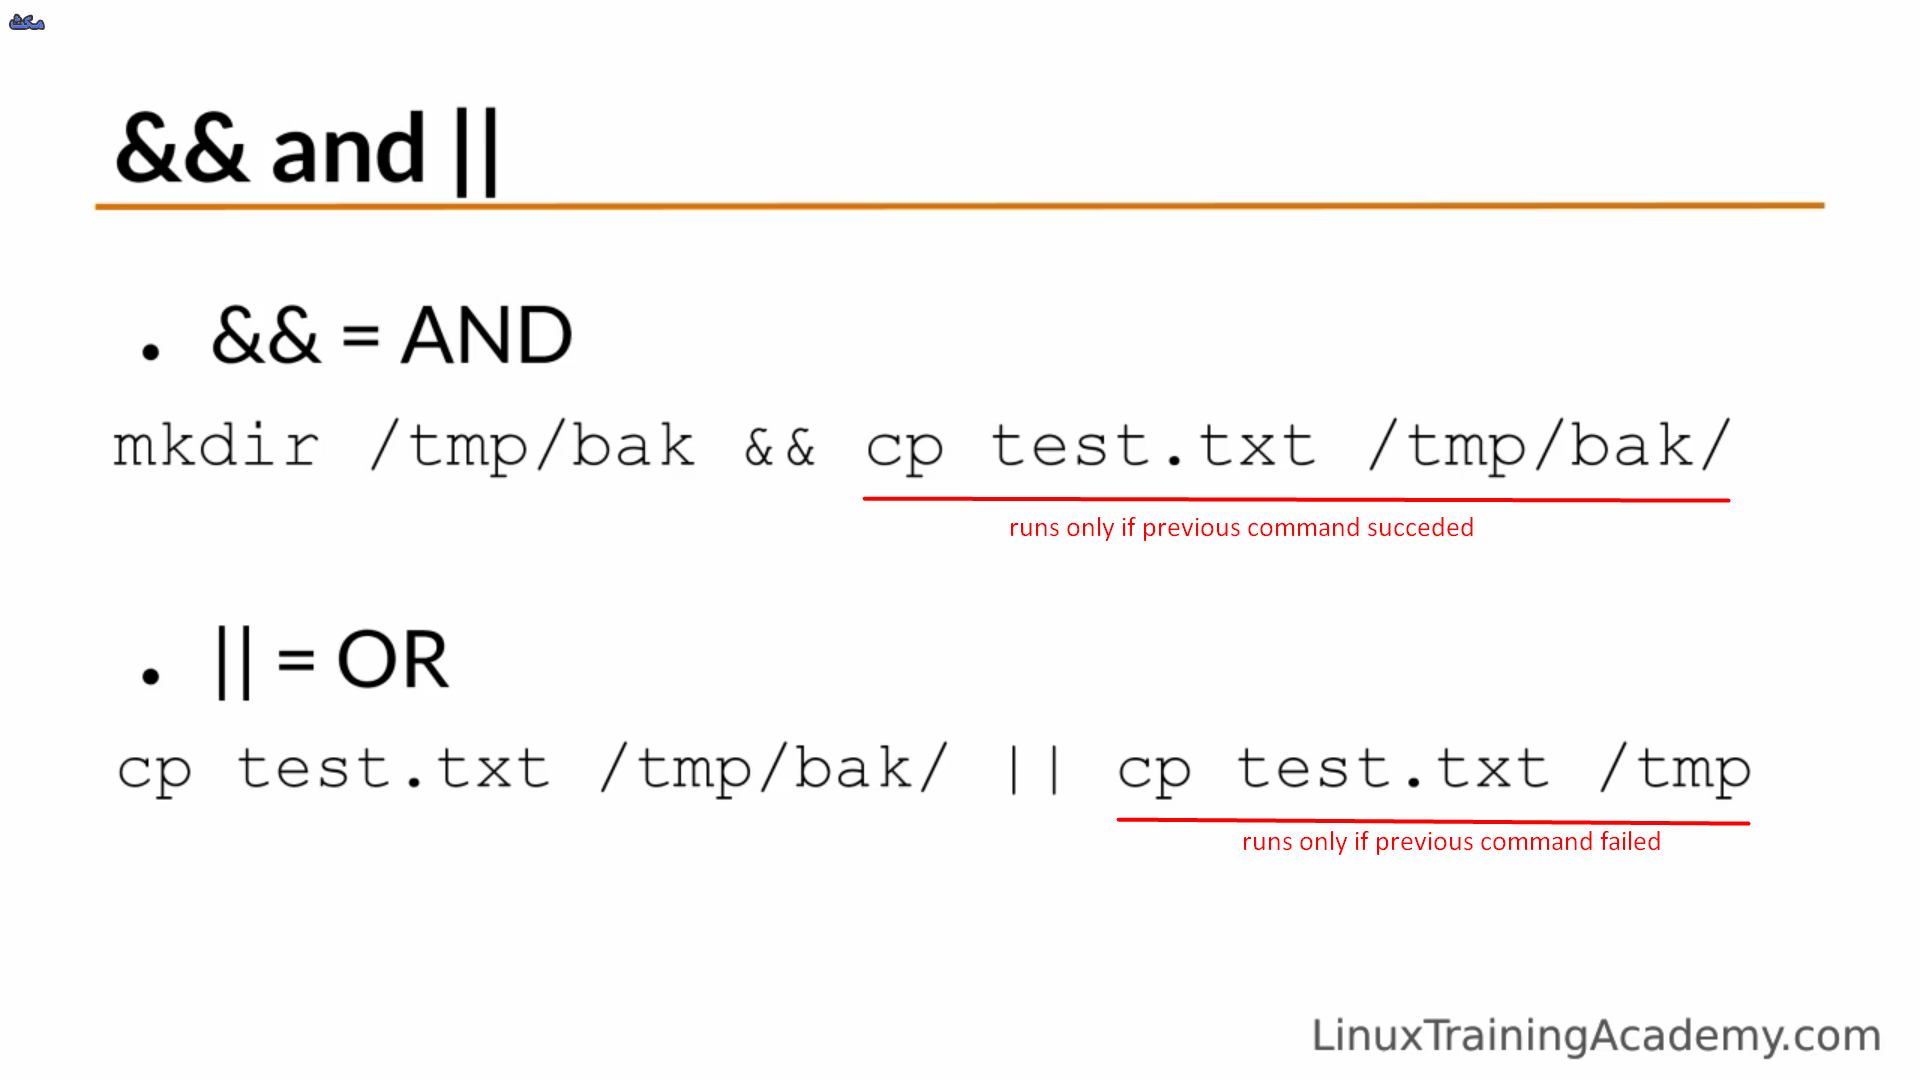 مكث
&& and ||
• && = AND
mkdir /tmp/bak && cp test.txt /tmp/bak/
runs only if previous command succeded
• || = OR
cp test.txt /tmp/bak/ || cp test.txt /tmp
runs only if previous command failed
LinuxTrainingAcademy.com